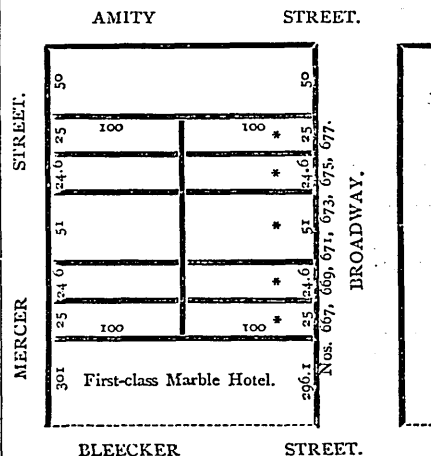 AMITY STREET.
50 50
25 100 100 * 25
24.6 * 24.6
51 * 51
24 6 * 24.6
25 100 100 * 25
301 First-class Marble Hotel. 296.1
MERCER STREET.
Nos. 667, 669, 671, 673, 675, 677.
BROADWAY.
BLEECKER STREET.